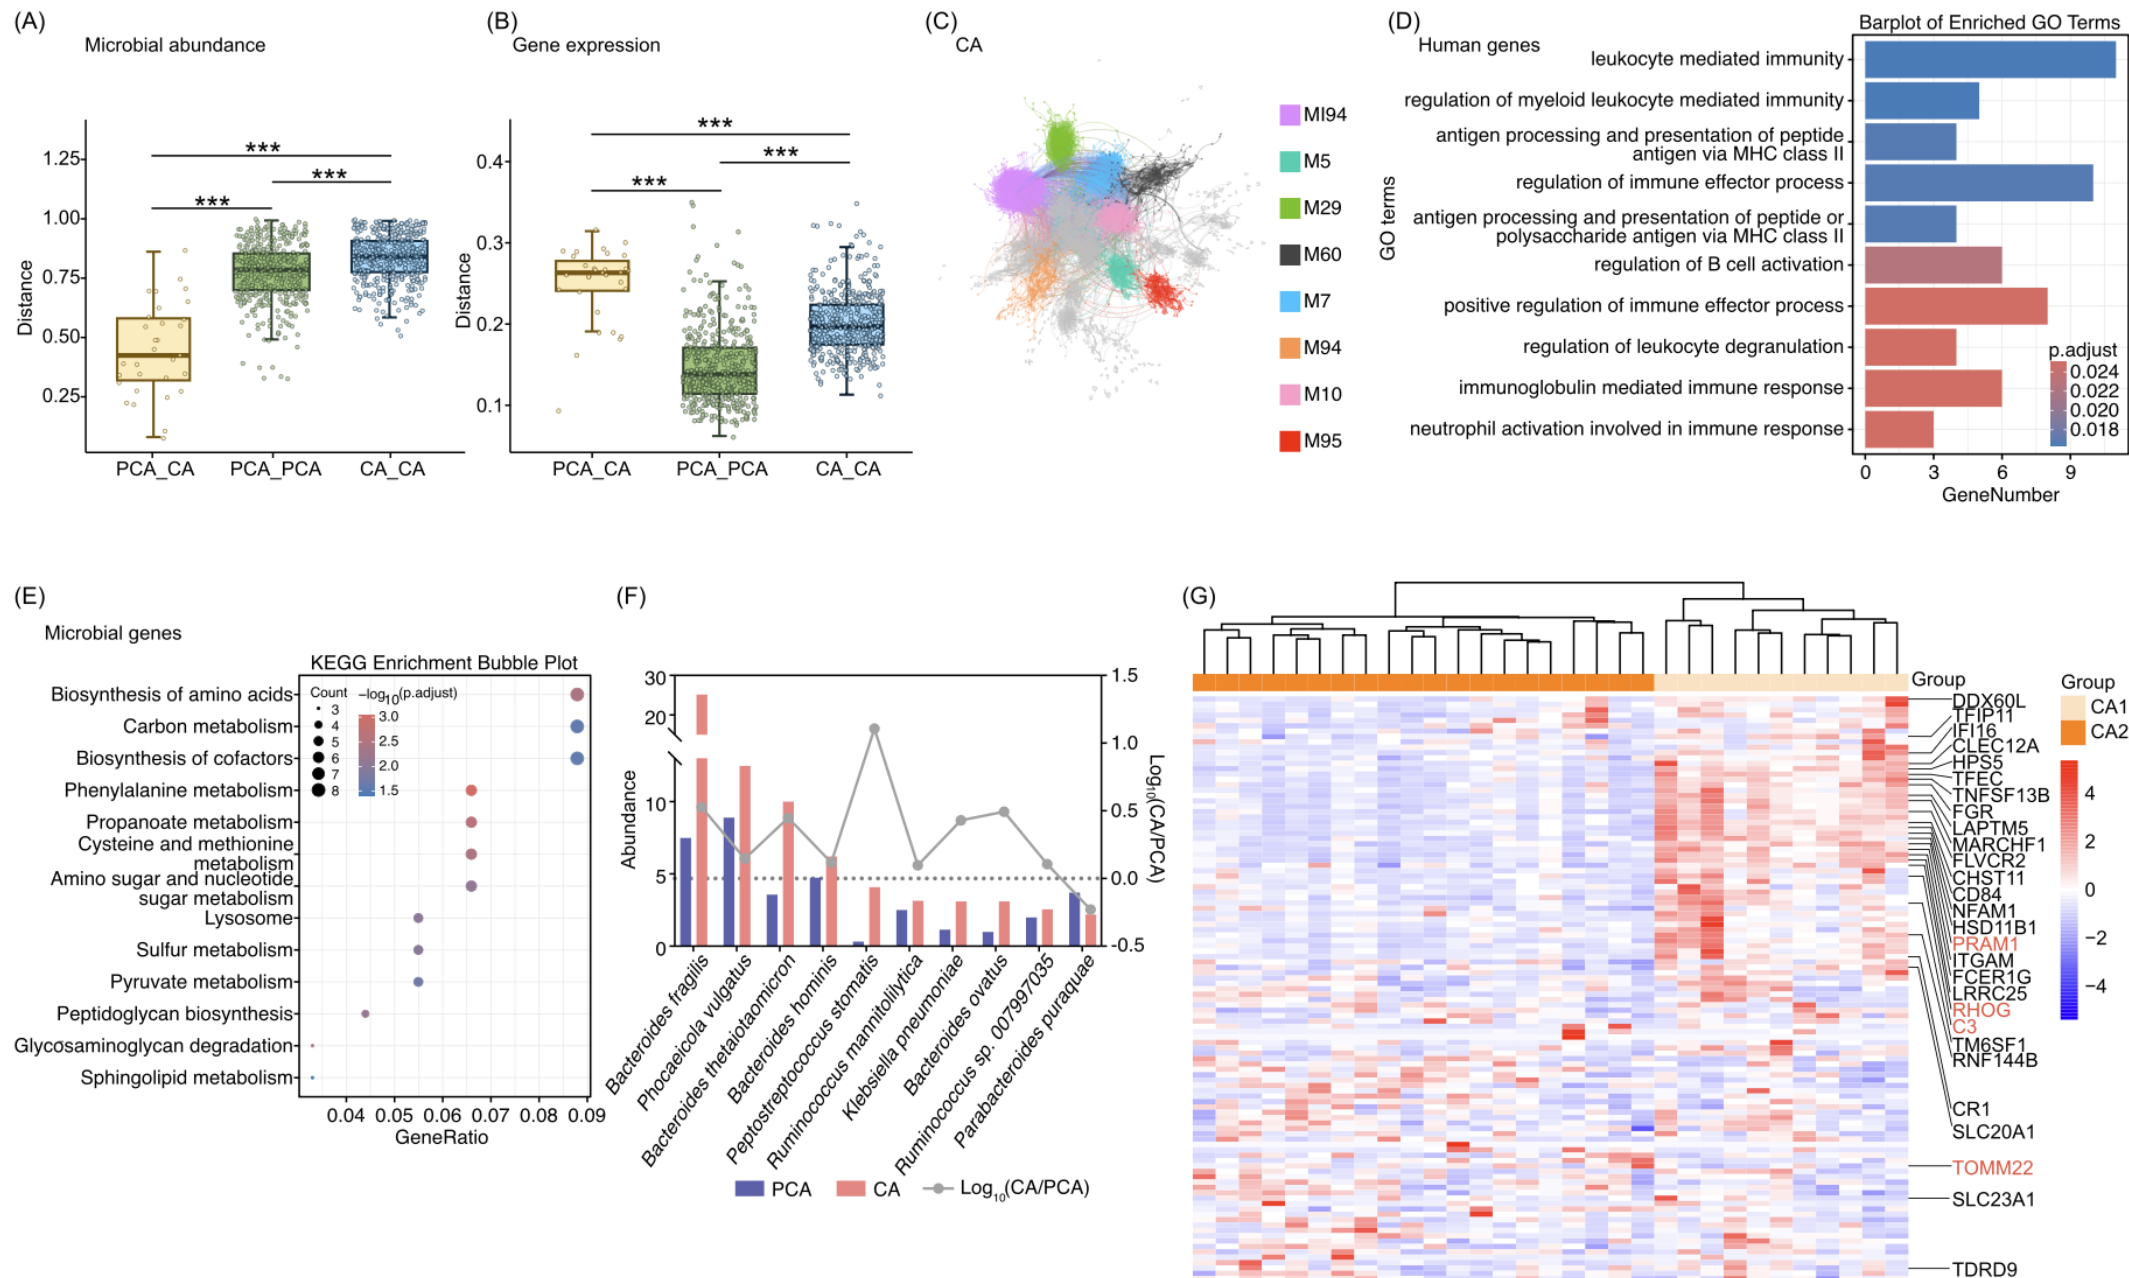 (A)
Microbial abundance
Distance
1.25
1.00
0.75
0.50
0.25
***
***
***
PCA_CA
PCA_PCA
CA_CA
(B)
Gene expression
Distance
0.4
0.3
0.2
0.1
***
***
***
PCA_CA
PCA_PCA
CA_CA
(C)
CA
MI94
M5
M29
M60
M7
M94
M10
M95
(D)
Human genes
Barplot of Enriched GO Terms
GO terms
leukocyte mediated immunity
regulation of myeloid leukocyte mediated immunity
antigen processing and presentation of peptide
antigen via MHC class II
regulation of immune effector process
antigen processing and presentation of peptide or
polysaccharide antigen via MHC class II
regulation of B cell activation
positive regulation of immune effector process
regulation of leukocyte degranulation
immunoglobulin mediated immune response
neutrophil activation involved in immune response
p.adjust
0.024
0.022
0.020
0.018
0
3
6
9
GeneNumber
(E)
Microbial genes
KEGG Enrichment Bubble Plot
Biosynthesis of amino acids
Carbon metabolism
Biosynthesis of cofactors
Phenylalanine metabolism
Propanoate metabolism
Cysteine and methionine
metabolism
Amino sugar and nucleotide
sugar metabolism
Lysosome
Sulfur metabolism
Pyruvate metabolism
Peptidoglycan biosynthesis
Glycosaminoglycan degradation
Sphingolipid metabolism
Count
3
4
5
6
7
8
−log10(p.adjust)
3.0
2.5
2.0
1.5
0.04
0.05
0.06
0.07
0.08
0.09
GeneRatio
(F)
Abundance
30
20
10
5
0
Log10(CA/PCA)
1.5
1.0
0.5
0.0
-0.5
Bacteroides fragilis
Phocaeicola vulgatus
Bacteroides thetaiotaomicron
Bacteroides hominis
Peptostreptococcus stomatis
Ruminococcus mannitolilytica
Klebsiella pneumoniae
Bacteroides ovatus
Ruminococcus sp. 007997035
Parabacteroides puraquae
PCA
CA
Log10(CA/PCA)
(G)
Group
DDX60L
TFIP11
IFI16
CLEC12A
HPS5
TFEC
TNFSF13B
FGR
LAPTM5
MARCHF1
FLVCR2
CHST11
CD84
NFAM1
HSD11B1
PRAM1
ITGAM
FCER1G
LRRC25
RHOG
C3
TM6SF1
RNF144B
CR1
SLC20A1
TOMM22
SLC23A1
TDRD9
Group
CA1
CA2
4
2
0
−2
−4